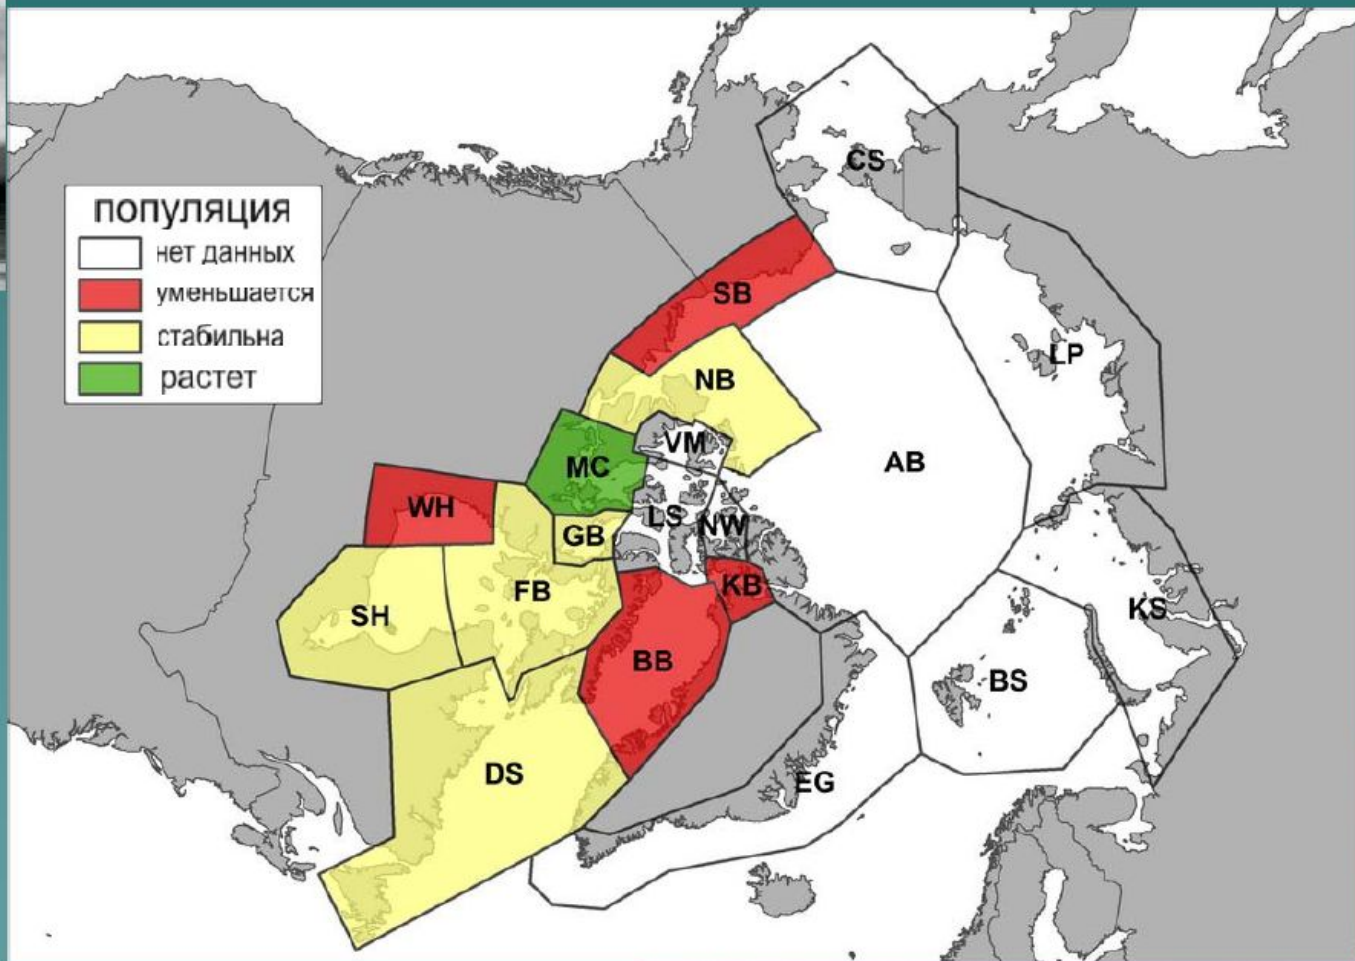 популяция
нет данных
уменьшается
стабильна
растет
CS
SB
LP
NB
VM
AB
MC
WH
LS
NW
GB
KB
FB
SH
KS
BB
BS
DS
EG